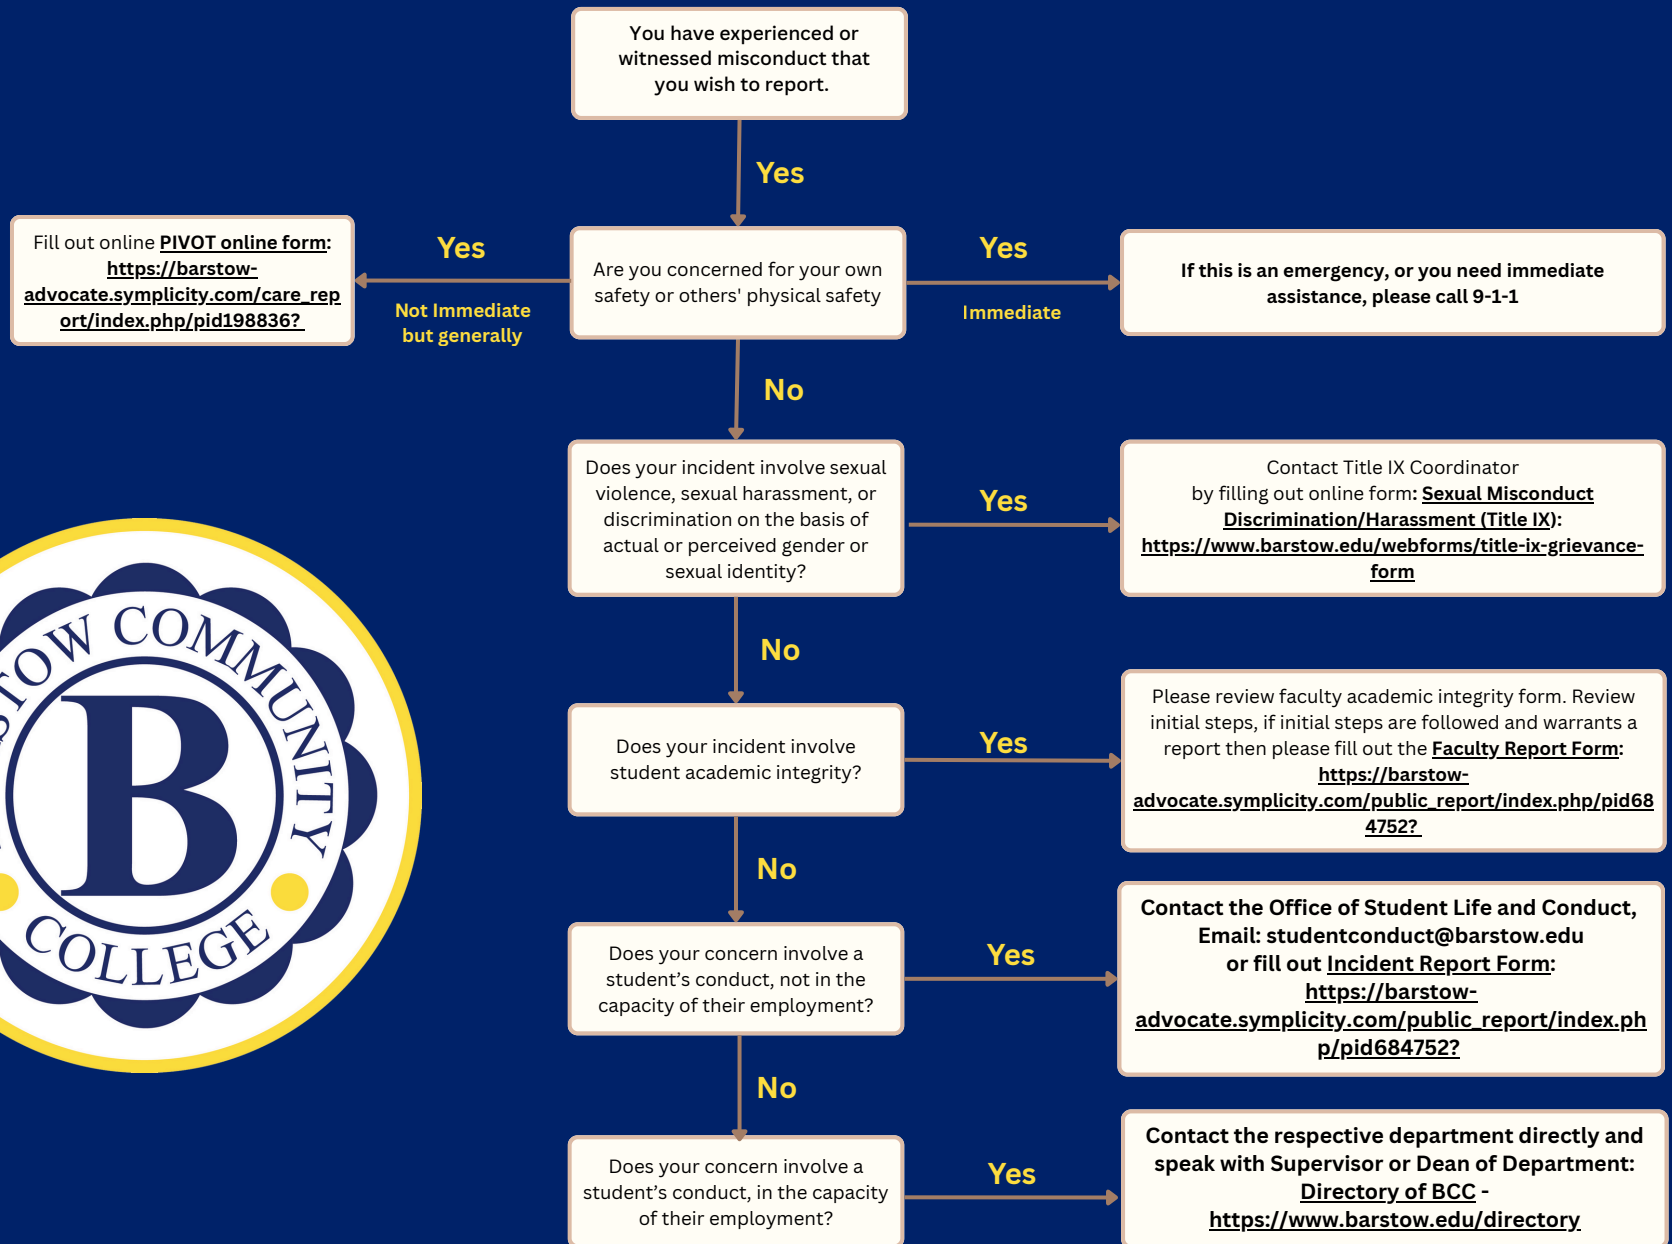 You have experienced or
witnessed misconduct that
you wish to report.
Yes
Fill out online PIVOT online form:
https://barstow-
advocate.symplicity.com/care_rep
ort/index.php/pid198836?
Yes
Not Immediate
but generally
Are you concerned for your own
safety or others' physical safety
Yes
Immediate
If this is an emergency, or you need immediate
assistance, please call 9-1-1
No
Does your incident involve sexual
violence, sexual harassment, or
discrimination on the basis of
actual or perceived gender or
sexual identity?
Yes
Contact Title IX Coordinator
by filling out online form: Sexual Misconduct
Discrimination/Harassment (Title IX):
https://www.barstow.edu/webforms/title-ix-grievance-
form
No
Does your incident involve
student academic integrity?
Yes
Please review faculty academic integrity form. Review
initial steps, if initial steps are followed and warrants a
report then please fill out the Faculty Report Form:
https://barstow-
advocate.symplicity.com/public_report/index.php/pid68
4752?
No
Does your concern involve a
student’s conduct, not in the
capacity of their employment?
Yes
Contact the Office of Student Life and Conduct,
Email: studentconduct@barstow.edu
or fill out Incident Report Form:
https://barstow-
advocate.symplicity.com/public_report/index.ph
p/pid684752?
No
Does your concern involve a
student’s conduct, in the capacity
of their employment?
Yes
Contact the respective department directly and
speak with Supervisor or Dean of Department:
Directory of BCC -
https://www.barstow.edu/directory
STOW COMMUNITY
B
COLLEGE